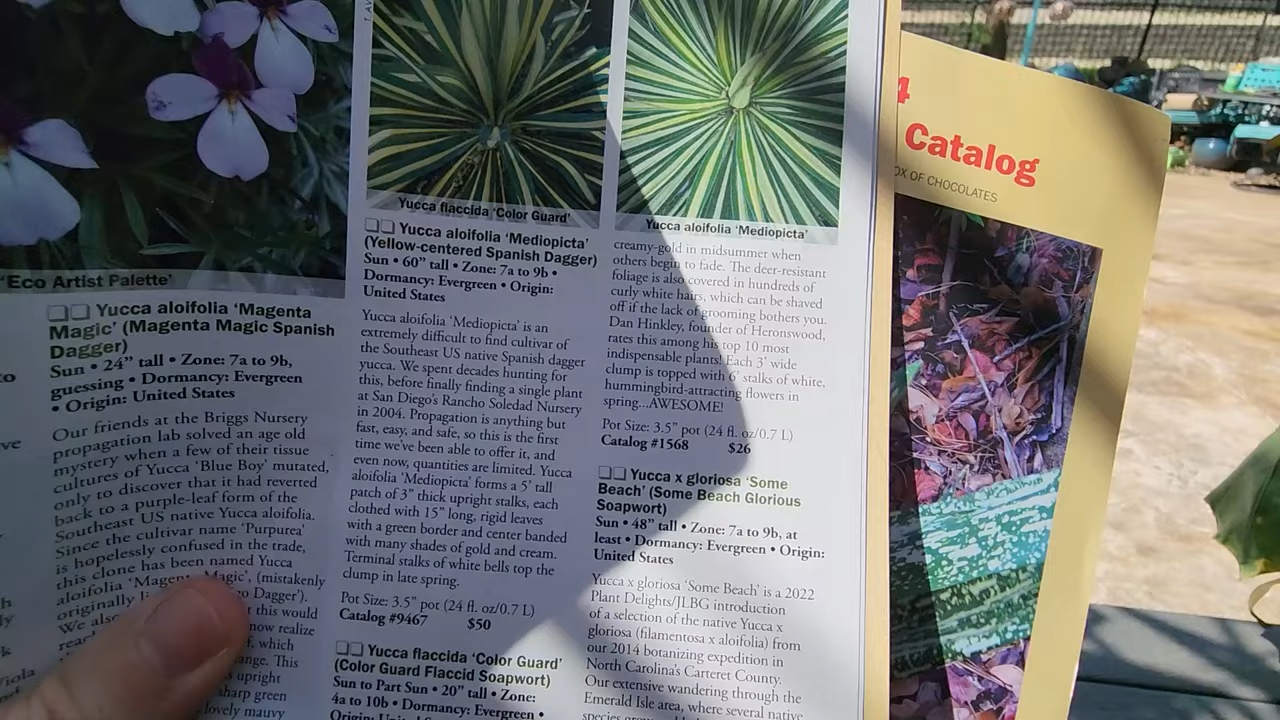 'Eco Artist Palette'
❏❏ Yucca aloifolia 'Magenta
Magic' (Magenta Magic Spanish
Dagger)
Sun • 24” tall • Zone: 7a to 9b,
guessing • Dormancy: Evergreen
• Origin: United States
Our friends at the Briggs Nursery
propagation lab solved an age old
mystery when a few of their tissue
cultures of Yucca 'Blue Boy' mutated,
only to discover that it had reverted
back to a purple-leaf form of the
Southeast US native Yucca aloifolia.
Since the cultivar name 'Purpurea'
is hopelessly confused in the trade,
this clone has been named Yucca
aloifolia 'Magenta Magic', (mistakenly
originally
Dagger).
We also
this would
now realize
which
This
upright
sharp green
lovely mauvy
Yucca flaccida 'Color Guard'
❏❏ Yucca aloifolia 'Mediopicta'
(Yellow-centered Spanish Dagger)
Sun • 60” tall • Zone: 7a to 9b •
Dormancy: Evergreen • Origin:
United States
Yucca aloifolia 'Mediopicta' is an
extremely difficult to find cultivar of
the Southeast US native Spanish dagger
yucca. We spent decades hunting for
this, before finally finding a single plant
at San Diego's Rancho Soledad Nursery
in 2004. Propagation is anything but
fast, easy, and safe, so this is the first
time we've been able to offer it, and
even now, quantities are limited. Yucca
aloifolia 'Mediopicta' forms a 5' tall
patch of 3” thick upright stalks, each
clothed with 15” long, rigid leaves
with a green border and center banded
with many shades of gold and cream.
Terminal stalks of white bells top the
clump in late spring.
Pot Size: 3.5” pot (24 fl. oz/0.7 L)
Catalog #9467 $50
❏❏ Yucca flaccida 'Color Guard'
(Color Guard Flaccid Soapwort)
Sun to Part Sun • 20” tall • Zone:
4a to 10b • Dormancy: Evergreen •
Yucca aloifolia 'Mediopicta'
creamy-gold in midsummer when
others begin to fade. The deer-resistant
foliage is also covered in hundreds of
curly white hairs, which can be shaved
off if the lack of grooming bothers you.
Dan Hinkley, founder of Heronswood,
rates this among his top 10 most
indispensable plants! Each 3' wide
clump is topped with 6' stalks of white,
hummingbird-attracting flowers in
spring...AWESOME!
Pot Size: 3.5” pot (24 fl. oz/0.7 L)
Catalog #1568 $26
❏❏ Yucca x gloriosa 'Some
Beach' (Some Beach Glorious
Soapwort)
Sun • 48” tall • Zone: 7a to 9b, at
least • Dormancy: Evergreen • Origin:
United States
Yucca x gloriosa 'Some Beach' is a 2022
Plant Delights/JLBG introduction
of a selection of the native Yucca x
gloriosa (filamentosa x aloifolia) from
our 2014 botanizing expedition in
North Carolina's Carteret County.
Our extensive wandering through the
Emerald Isle area, where several native
4
Catalog
OX OF CHOCOLATES